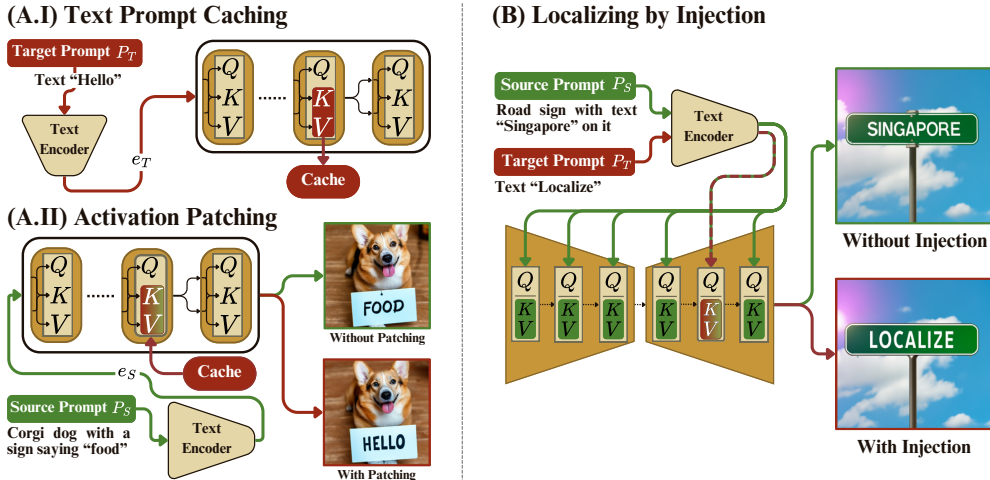 (A.I) Text Prompt Caching
Target Prompt P_T
Text “Hello”
Text
Encoder
e_T
Q
K
V
......
Q
K
V
Q
K
V
Cache
(A.II) Activation Patching
Q
K
V
......
Q
K
V
Q
K
V
Cache
e_S
Source Prompt P_S
Corgi dog with a
sign saying “food”
Text
Encoder
FOOD
Without Patching
HELLO
With Patching
(B) Localizing by Injection
Source Prompt P_S
Road sign with text
“Singapore” on it
Target Prompt P_T
Text “Localize”
Text
Encoder
Q
K
V
Q
K
V
Q
K
V
Q
K
V
Q
K
V
Q
K
V
SINGAPORE
Without Injection
LOCALIZE
With Injection